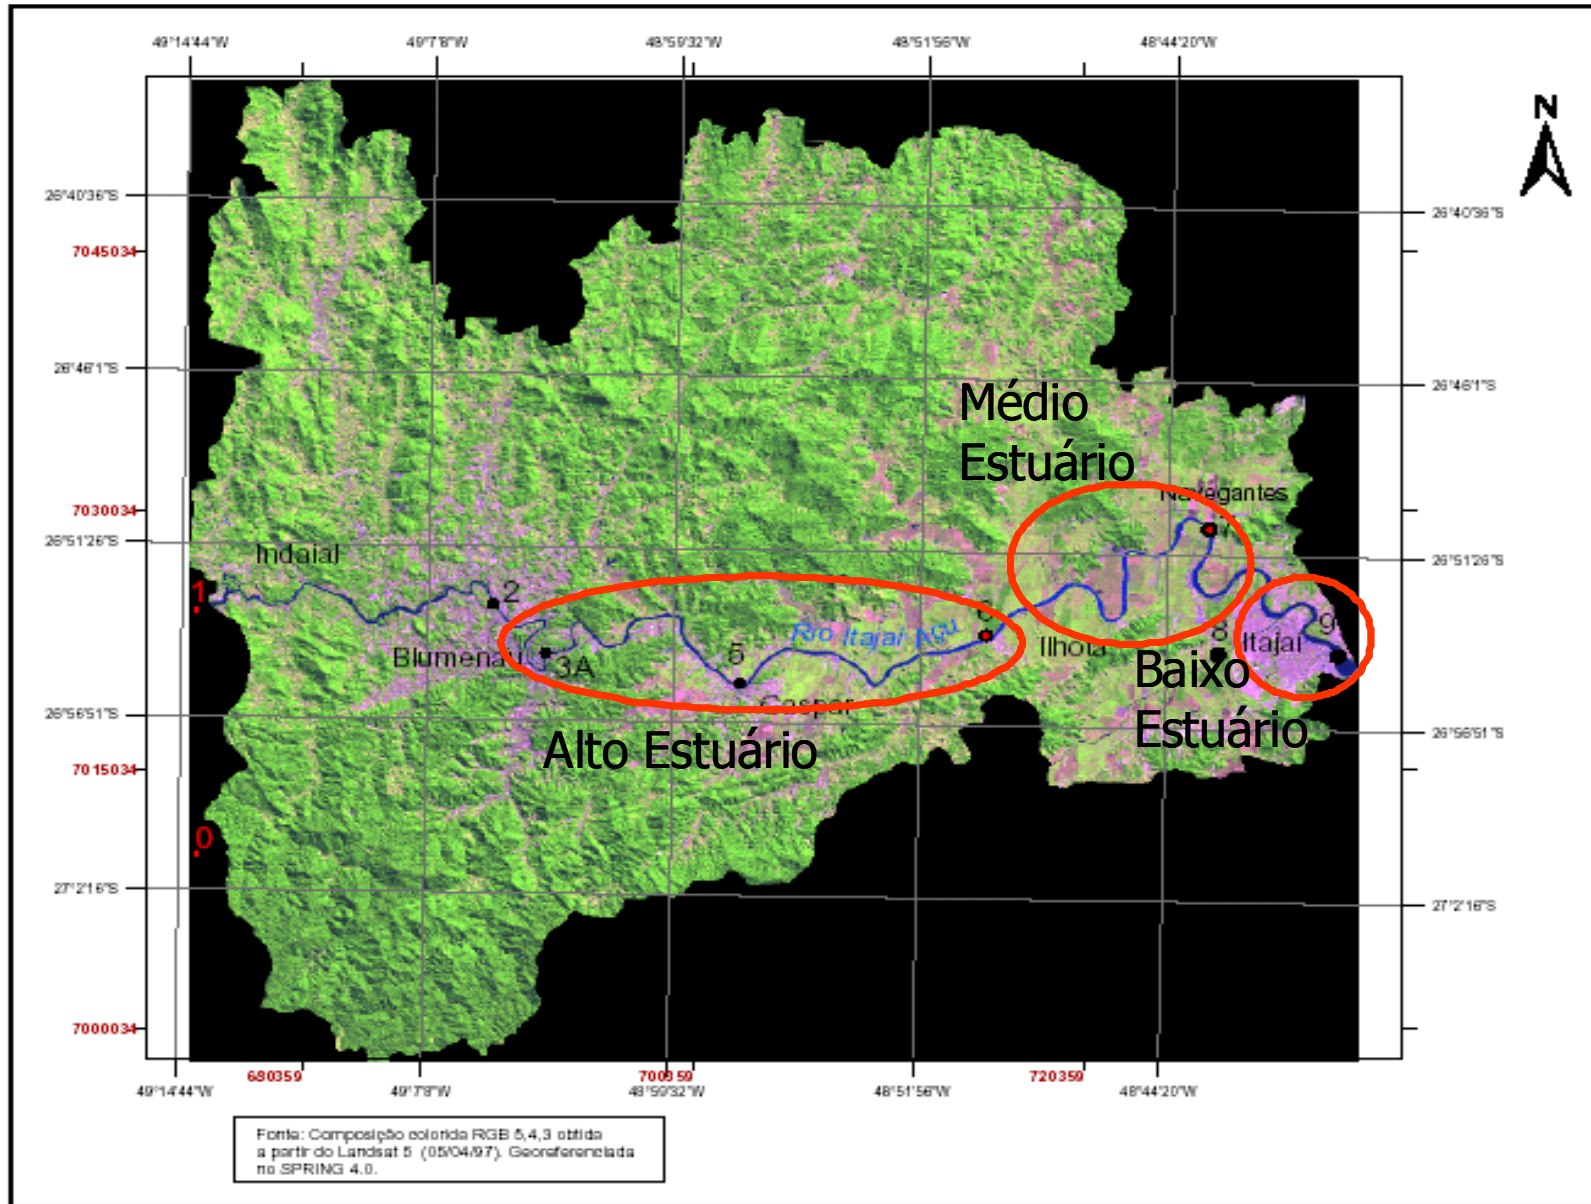 49°14'44"W 49°7'8"W 48°59'32"W 48°51'56"W 48°44'20"W
N
26°40'36"S 26°40'36"S
7045034
26°46'1"S 26°46'1"S
Médio
Estuário
Navegantes
7030034
26°51'26"S 26°51'26"S
Indaial
1
2
6
Rio Itajaí-Açu
Ilhota
8
Itajaí
9
Blumenau
3A
5
Gaspar
Baixo
Estuário
26°56'51"S 26°56'51"S
Alto Estuário
7015034
0
27°2'16"S 27°2'16"S
7000034
680359 700359 720359
49°14'44"W 49°7'8"W 48°59'32"W 48°51'56"W 48°44'20"W
Fonte: Composição colorida RGB 5,4,3 obtida
a partir do Landsat 5 (05/04/97). Georeferenciada
no SPRING 4.0.